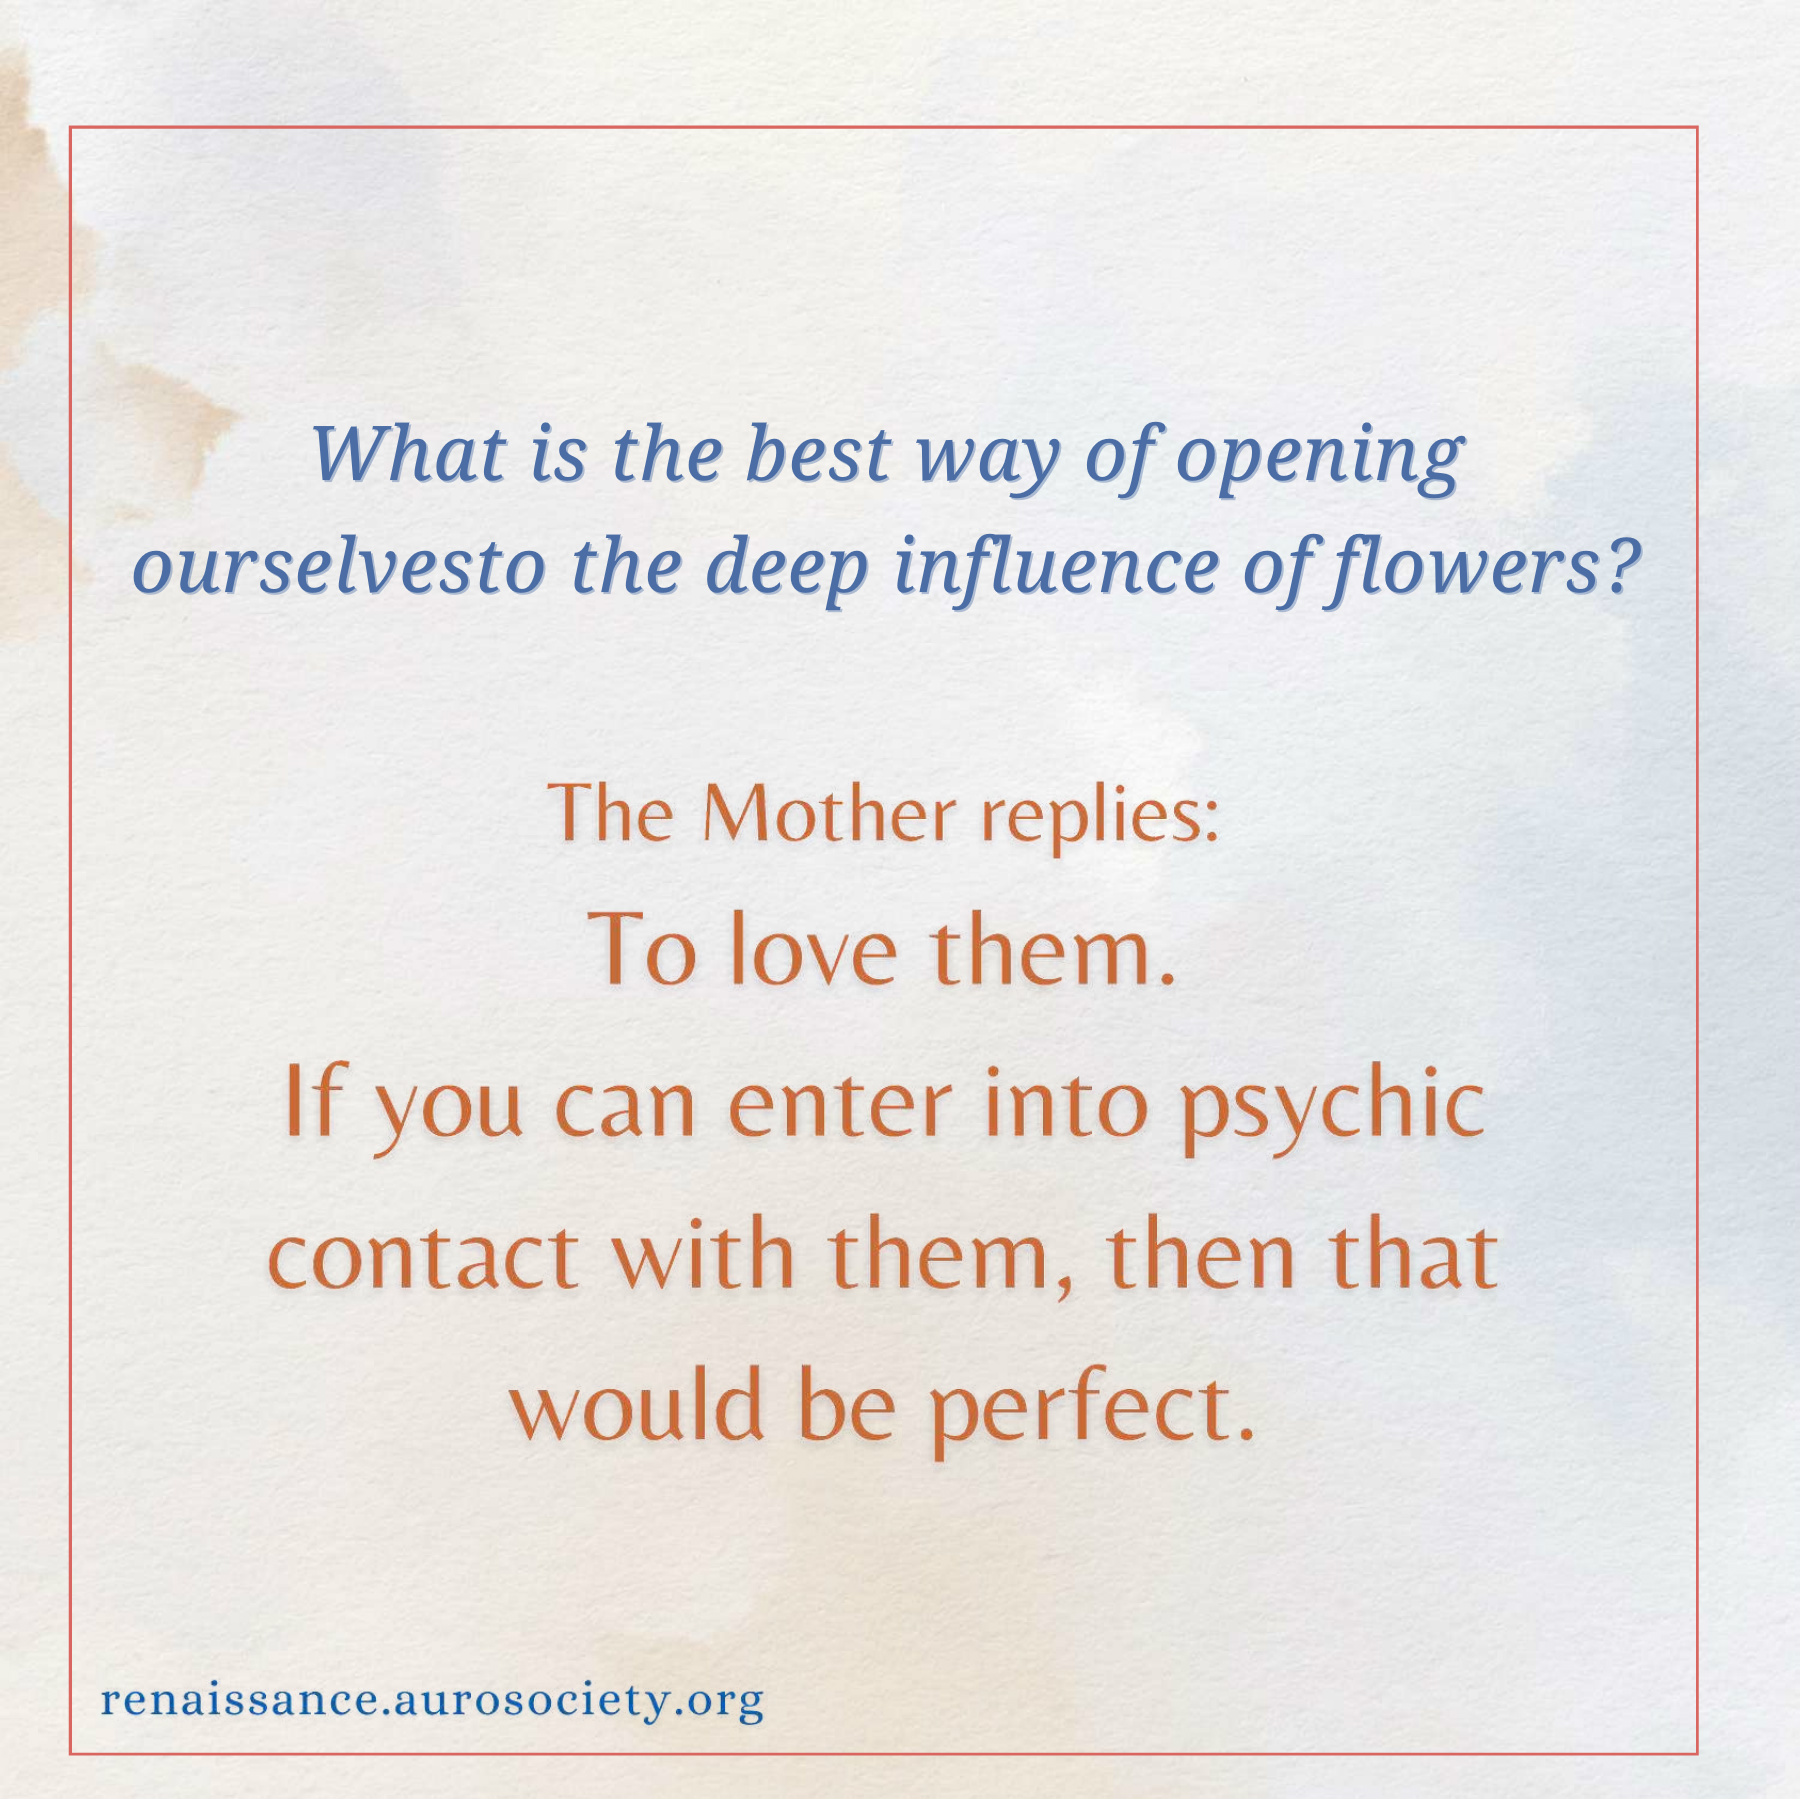 What is the best way of opening
ourselvesto the deep influence of flowers?
The Mother replies:
To love them.
If you can enter into psychic
contact with them, then that
would be perfect.
renaissance.aurosociety.org